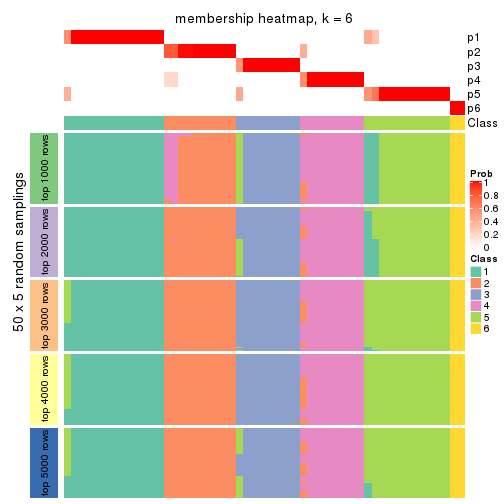 membership heatmap, k = 6
p1
p2
p3
p4
p5
p6
Class
50 x 5 random samplings
top 1000 rows
top 2000 rows
top 3000 rows
top 4000 rows
top 5000 rows
Prob
1
0.8
0.6
0.4
0.2
0
Class
1
2
3
4
5
6